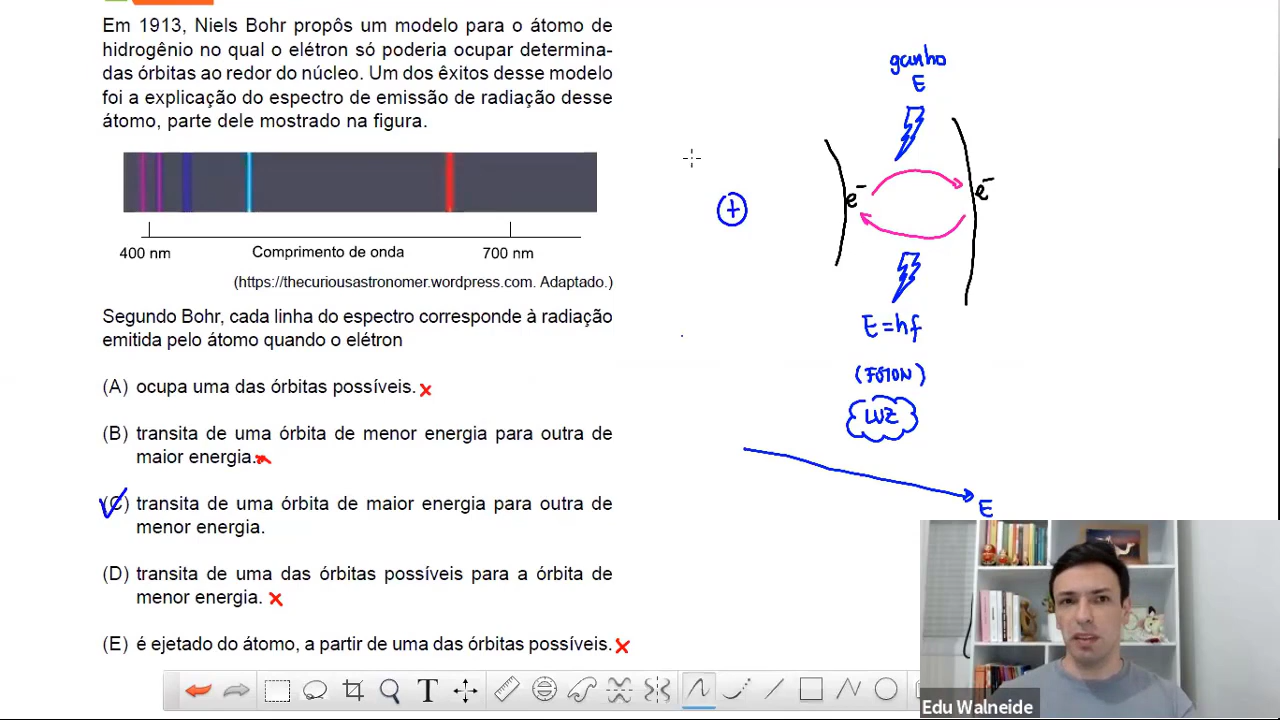 Em 1913, Niels Bohr propôs um modelo para o átomo de
hidrogênio no qual o elétron só poderia ocupar determina-
das órbitas ao redor do núcleo. Um dos êxitos desse modelo
foi a explicação do espectro de emissão de radiação desse
átomo, parte dele mostrado na figura.
400 nm
Comprimento de onda
700 nm
(https://thecuriousastronomer.wordpress.com. Adaptado.)
Segundo Bohr, cada linha do espectro corresponde à radiação
emitida pelo átomo quando o elétron
(A) ocupa uma das órbitas possíveis. x
(B) transita de uma órbita de menor energia para outra de
maior energia. x
(C) transita de uma órbita de maior energia para outra de
menor energia.
(D) transita de uma das órbitas possíveis para a órbita de
menor energia. x
(E) é ejetado do átomo, a partir de uma das órbitas possíveis. x
ganho
E
+
e-
e-
E=hf
(FÓTON)
LUZ
E
T
Edu Walneide